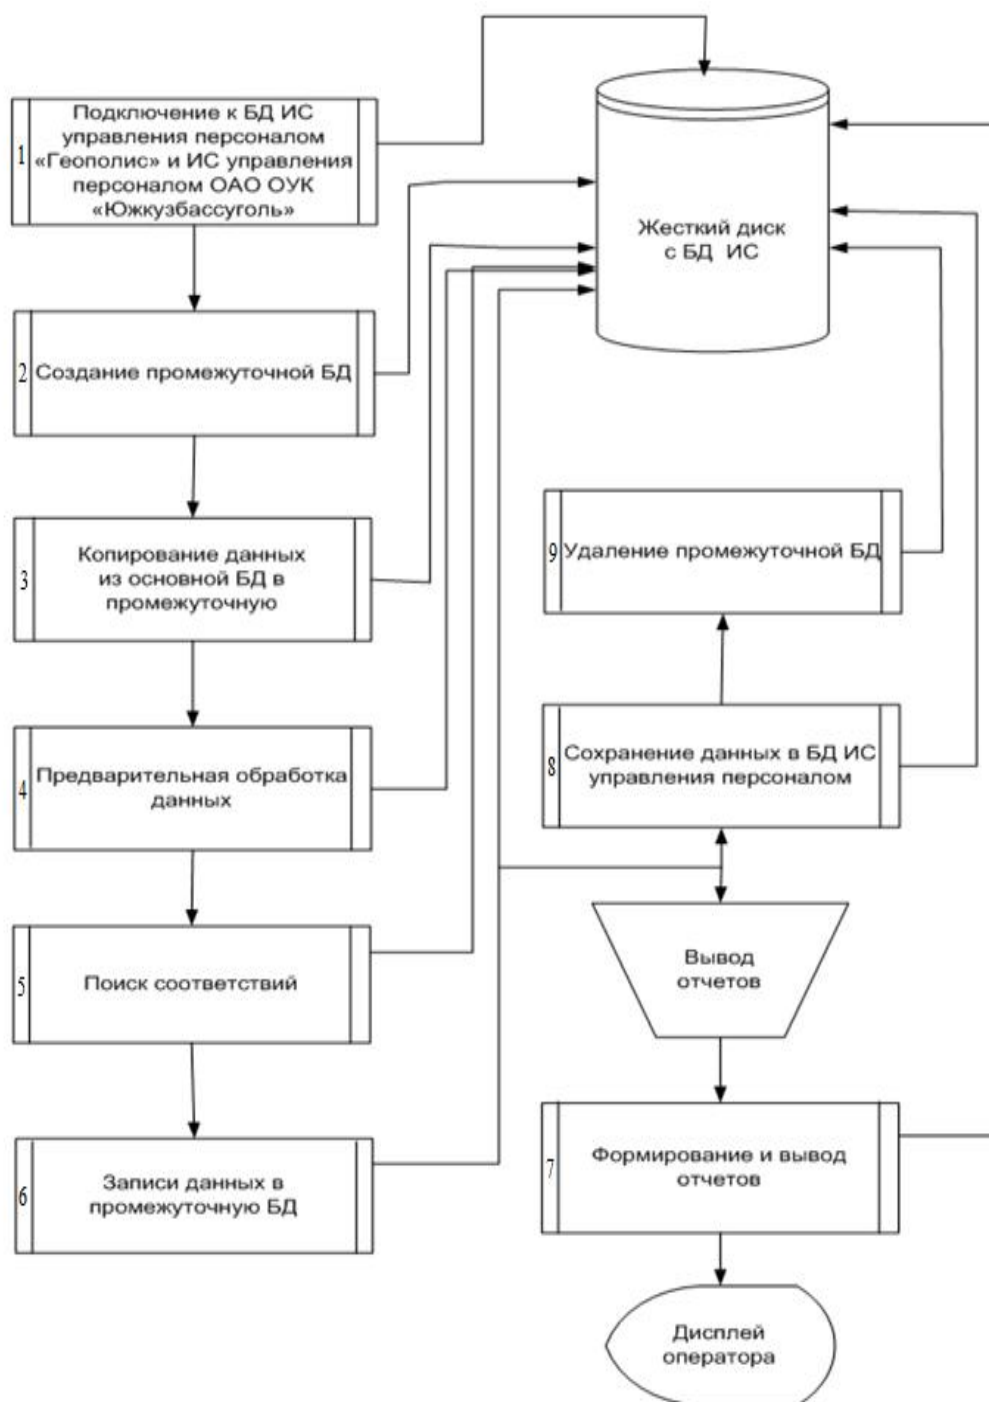 1
Подключение к БД ИС
управления персоналом
«Геополис» и ИС управления
персоналом ОАО ОУК
«Южкузбассуголь»
Жесткий диск
с БД ИС
2
Создание промежуточной БД
3
Копирование данных
из основной БД в
промежуточную
9
Удаление промежуточной БД
4
Предварительная обработка
данных
8
Сохранение данных в БД ИС
управления персоналом
5
Поиск соответствий
Вывод
отчетов
6
Записи данных в
промежуточную БД
7
Формирование и вывод
отчетов
Дисплей
оператора